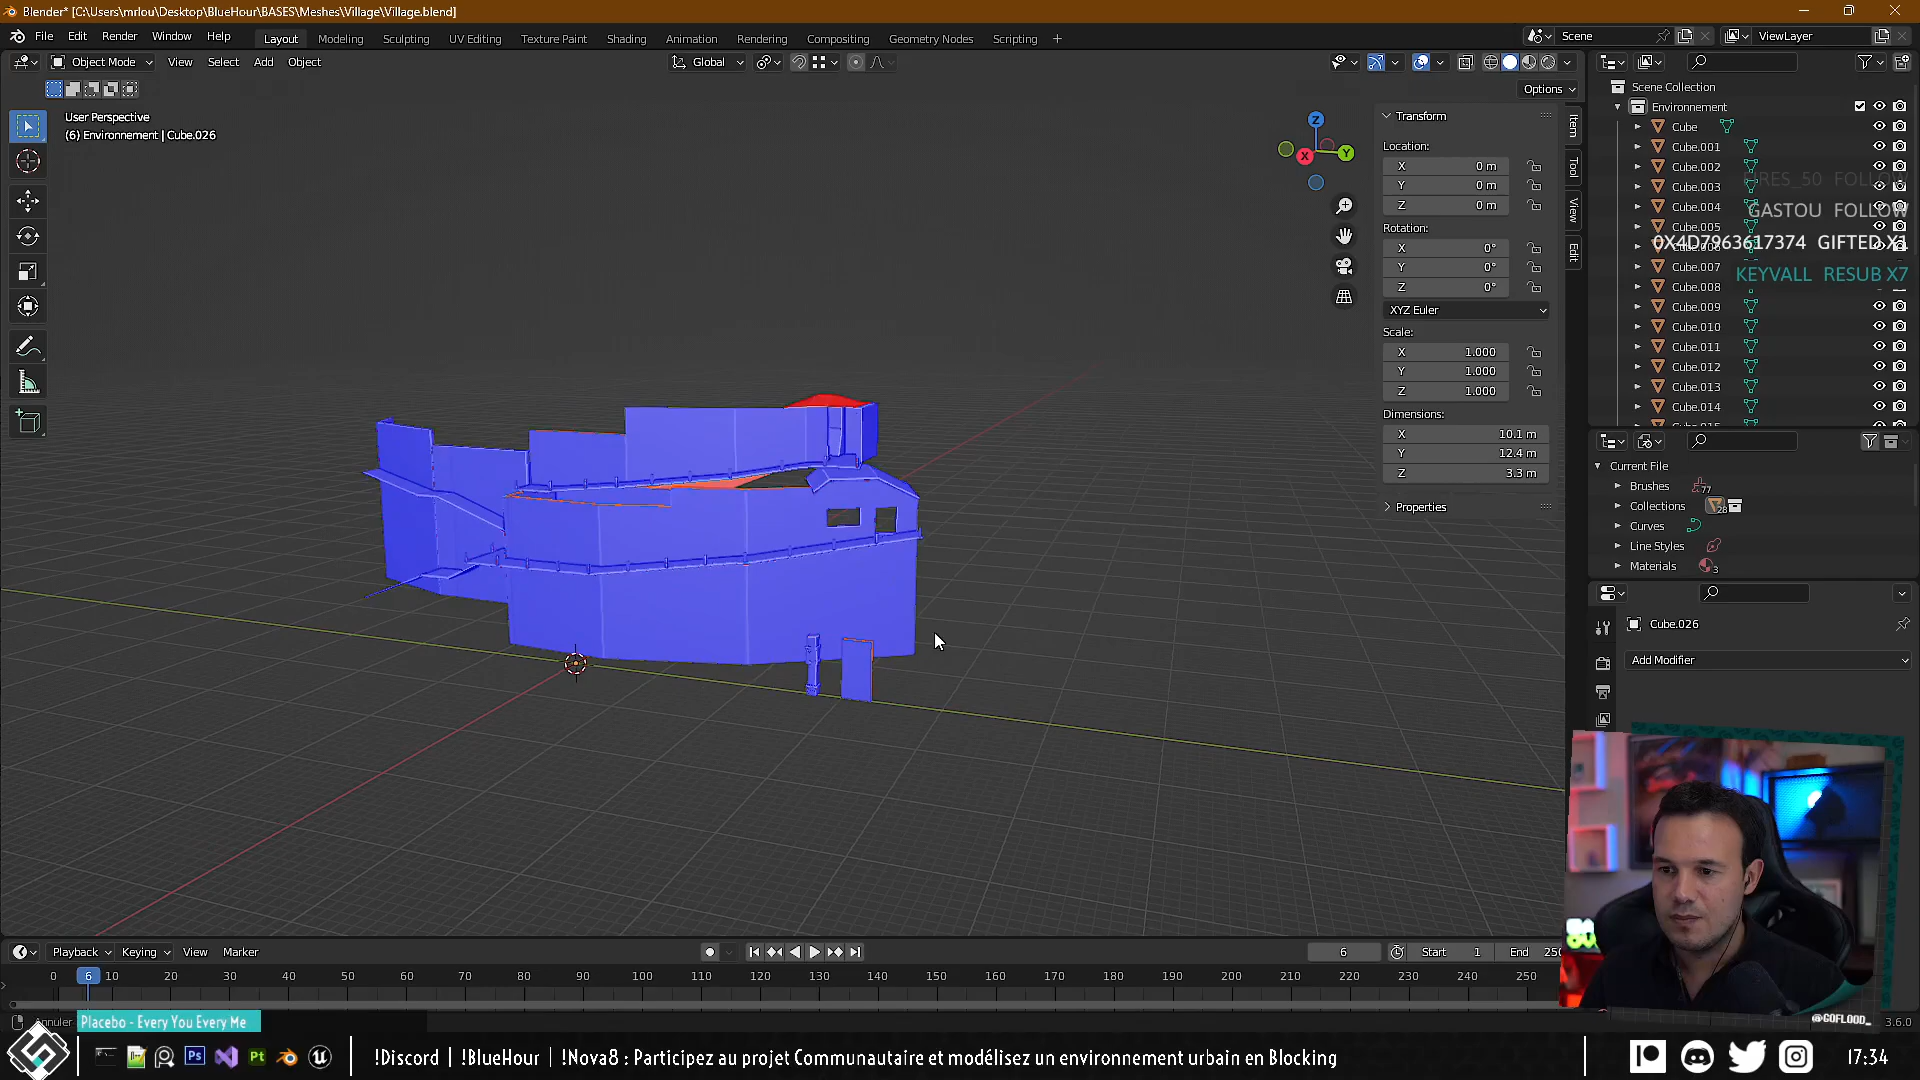 Blender* [C:\Users\mrlou\Desktop\BlueHour\BASES\Meshes\Village\Village.blend]
File Edit Render Window Help
Layout Modeling Sculpting UV Editing Texture Paint Shading Animation Rendering Compositing Geometry Nodes Scripting +
Scene
ViewLayer
Object Mode View Select Add Object
Global
Options
User Perspective
(6) Environnement | Cube.026
Z
Y
X
Transform
Location:
X 0 m
Y 0 m
Z 0 m
Rotation:
X 0°
Y 0°
Z 0°
XYZ Euler
Scale:
X 1.000
Y 1.000
Z 1.000
Dimensions:
X 10.1 m
Y 12.4 m
Z 3.3 m
Properties
Item
Tool
View
Edit
Scene Collection
Environnement
Cube
Cube.001
Cube.002
Cube.003
Cube.004
Cube.005
Cube.007
Cube.008
Cube.009
Cube.010
Cube.011
Cube.012
Cube.013
Cube.014
GASTOU FOLLOW
0X4D7963617374 GIFTED X1
KEYVALL RESUB X7
Current File
Brushes 77
Collections 28
Curves
Line Styles
Materials 3
Cube.026
Add Modifier
Playback Keying View Marker
6
Start 1
End 250
0 6 10 20 30 40 50 60 70 80 90 100 110 120 130 140 150 160 170 180 190 200 210 220 230 240 250
Annuler
Placebo - Every You Every Me
@GOFLOOD_
3.6.0
Ps
Pt
!Discord | !BlueHour | !Nova8 : Participez au projet Communautaire et modélisez un environnement urbain en Blocking
17:34